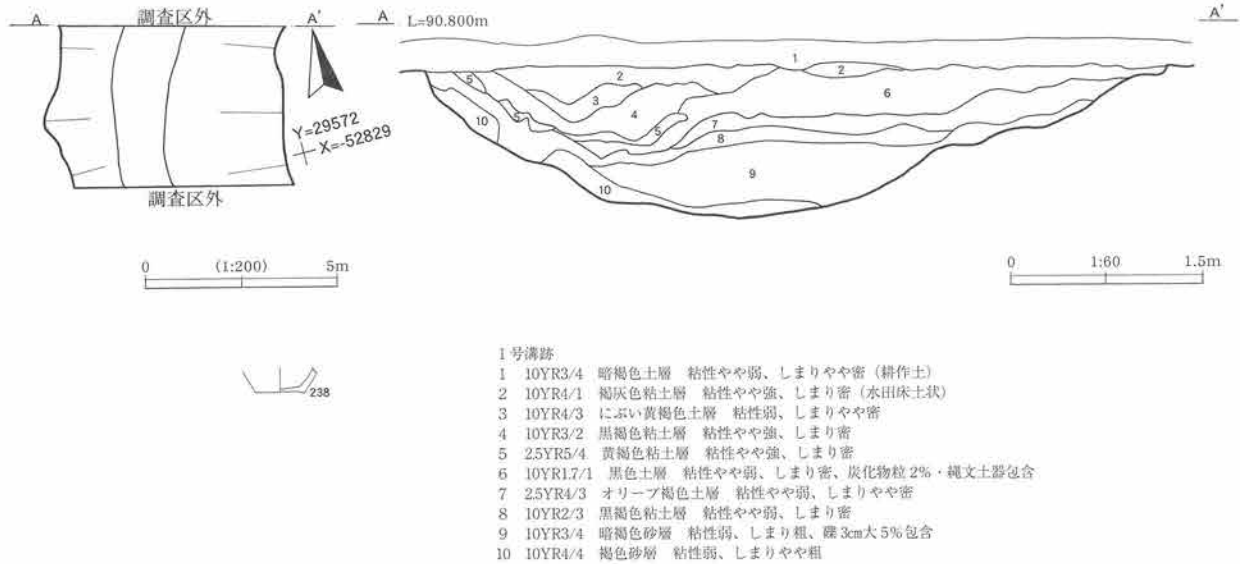 A 調査区外 A'
Y=29572
X=-52829
調査区外
0 (1:200) 5m
A L=90.800m A'
1
2
2
5
3
6
4
5
5
7
10
8
9
10
0 1:60 1.5m
238
1号溝跡
1 10YR3/4 暗褐色土層 粘性やや弱、しまりやや密（耕作土）
2 10YR4/1 褐灰色粘土層 粘性やや強、しまり密（水田床土状）
3 10YR4/3 にぶい黄褐色土層 粘性弱、しまりやや密
4 10YR3/2 黒褐色粘土層 粘性やや強、しまり密
5 2.5YR5/4 黄褐色粘土層 粘性やや強、しまり密
6 10YR1.7/1 黒色土層 粘性やや弱、しまり密、炭化物粒2%・縄文土器包含
7 2.5YR4/3 オリーブ褐色土層 粘性やや弱、しまりやや密
8 10YR2/3 黒褐色粘土層 粘性やや弱、しまり密
9 10YR3/4 暗褐色砂層 粘性弱、しまり粗、礫3cm大5%包含
10 10YR4/4 褐色砂層 粘性弱、しまりやや粗